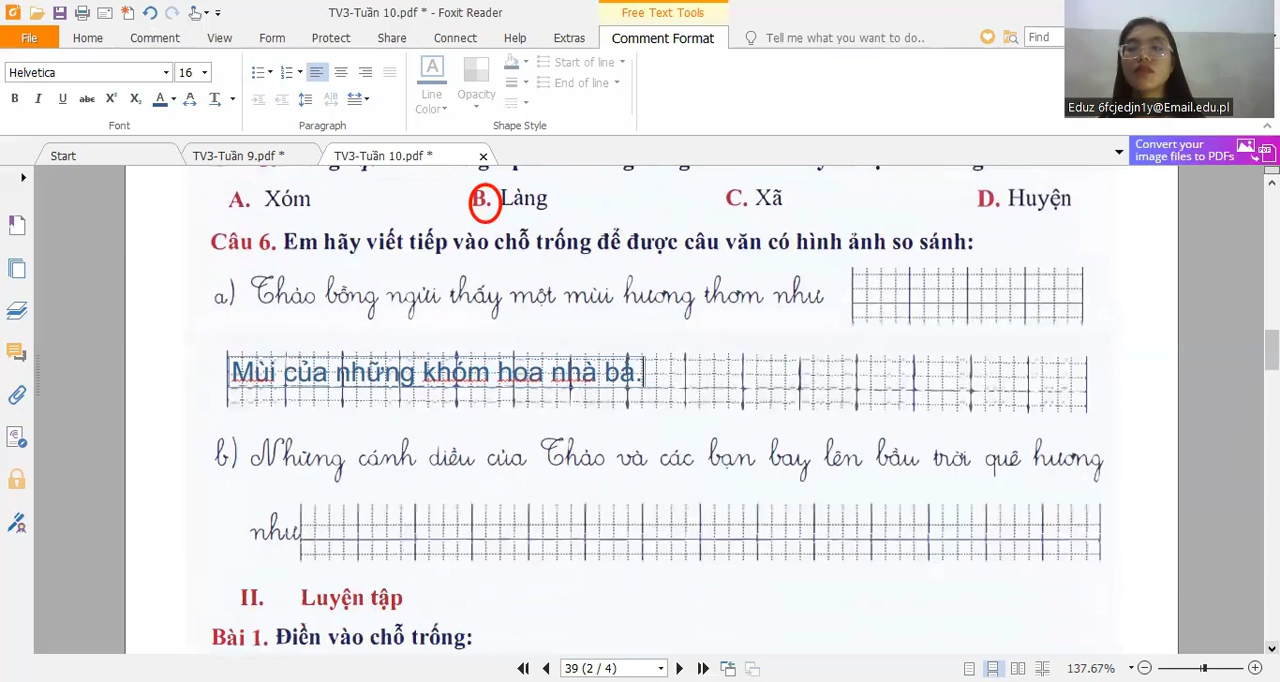 TV3-Tuần 10.pdf * - Foxit Reader
Free Text Tools
File Home Comment View Form Protect Share Connect Help Extras Comment Format Tell me what you want to do.. Find
Helvetica 16
Start of line
End of line
Line Color
Opacity
Font Paragraph Shape Style
Eduz 6fcjedjn1y@Email.edu.pl
Start TV3-Tuần 9.pdf * TV3-Tuần 10.pdf *
Convert your image files to PDFs
A. Xóm B. Làng C. Xã D. Huyện
Câu 6. Em hãy viết tiếp vào chỗ trống để được câu văn có hình ảnh so sánh:
a) Thảo bỗng ngửi thấy một mùi hương thơm như
Mùi của những khóm hoa nhà bà.
b) Những cánh diều của Thảo và các bạn bay lên bầu trời quê hương
như
II. Luyện tập
Bài 1. Điền vào chỗ trống:
39 (2 / 4)
137.67%